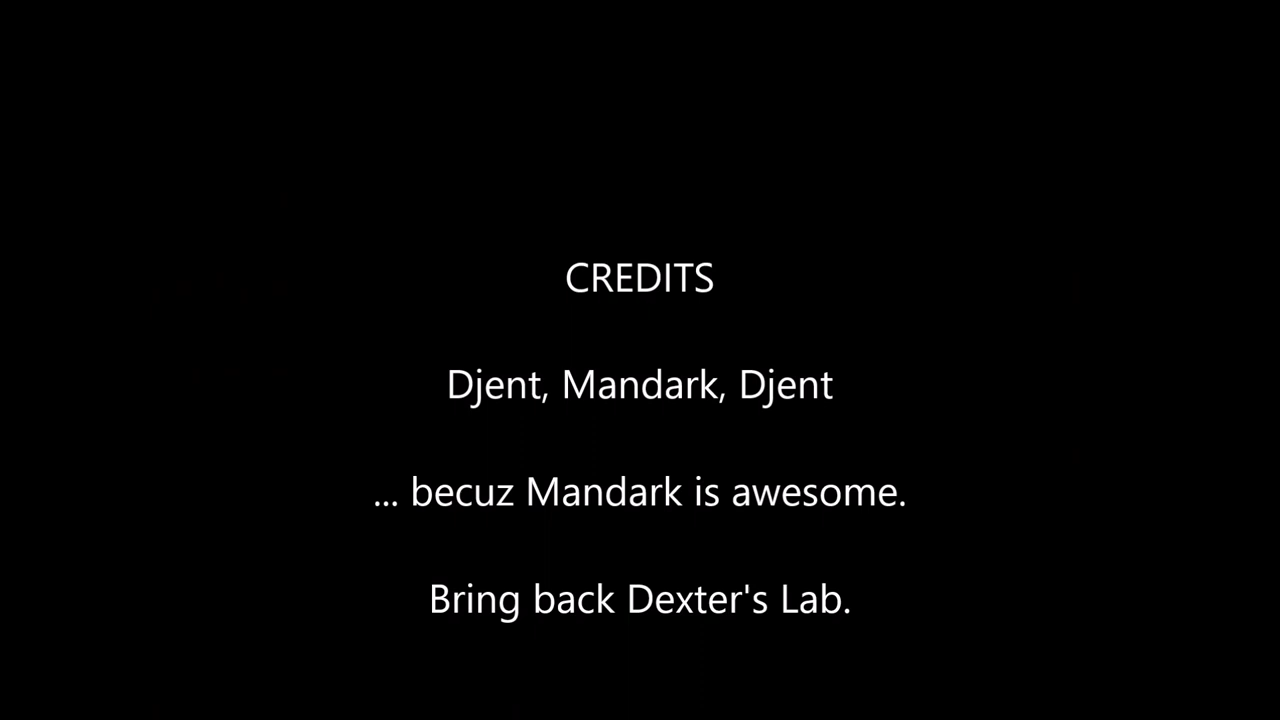 CREDITS
Djent, Mandark, Djent
... becuz Mandark is awesome.
Bring back Dexter's Lab.